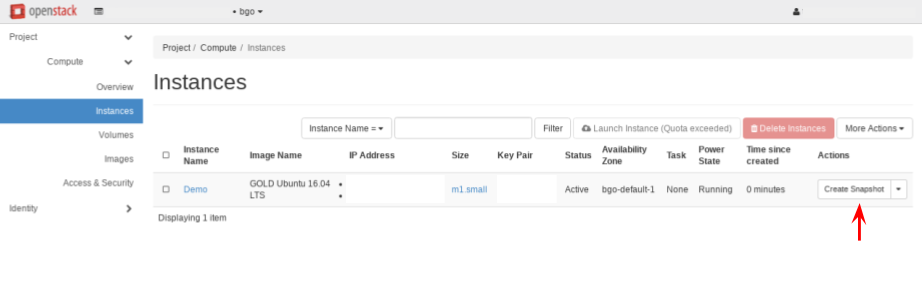 openstack
• bgo
Project
Project / Compute / Instances
Compute
Instances
Overview
Instances
Volumes
Images
Access & Security
Identity
Instance Name =
Filter
Launch Instance (Quota exceeded)
Delete Instances
More Actions
Instance Name
Image Name
IP Address
Size
Key Pair
Status
Availability Zone
Task
Power State
Time since created
Actions
Demo
GOLD Ubuntu 16.04 LTS
m1.small
Active
bgo-default-1
None
Running
0 minutes
Create Snapshot
Displaying 1 item